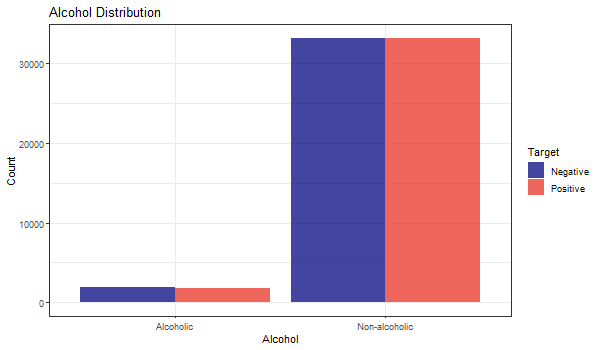 Alcohol Distribution
30000
20000
10000
0
Count
Alcoholic
Non-alcoholic
Alcohol
Target
Negative
Positive